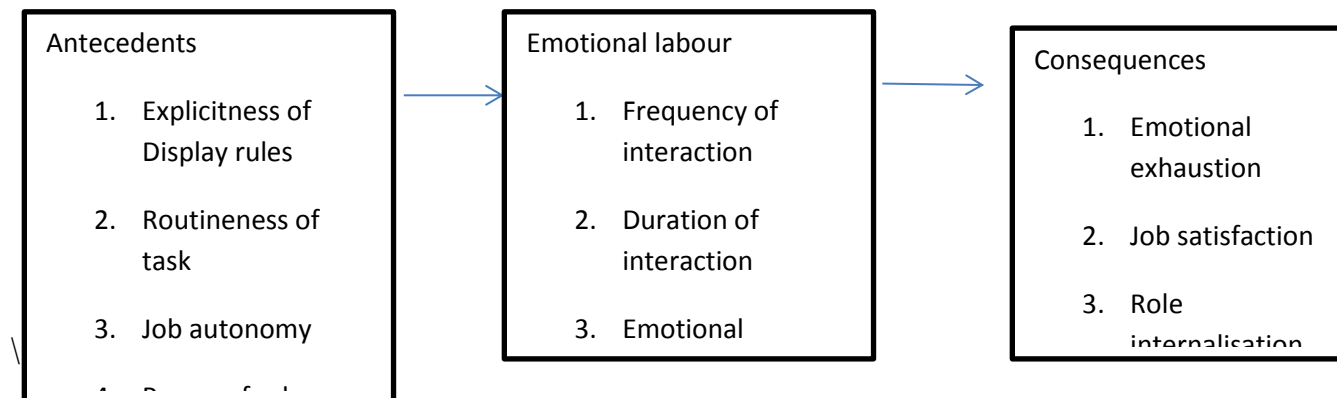 Antecedents
1. Explicitness of
Display rules
2. Routineness of
task
3. Job autonomy
\
Emotional labour
1. Frequency of
interaction
2. Duration of
interaction
3. Emotional
Consequences
1. Emotional
exhaustion
2. Job satisfaction
3. Role
internalisation